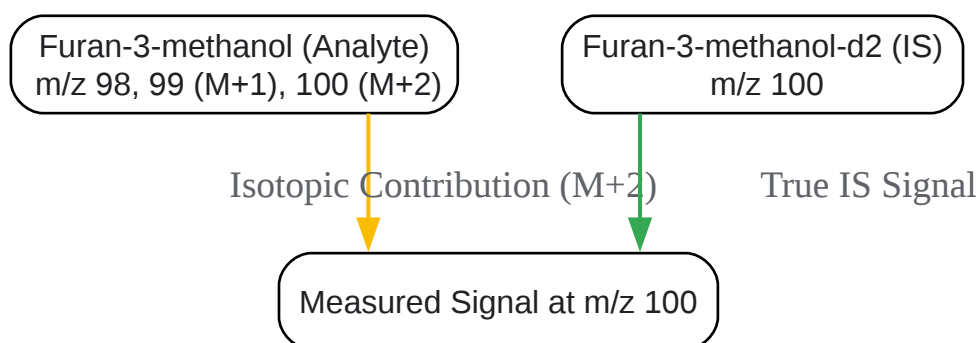 Furan-3-methanol (Analyte)
m/z 98, 99 (M+1), 100 (M+2)
Furan-3-methanol-d2 (IS)
m/z 100
Isotopic Contribution (M+2)
True IS Signal
Measured Signal at m/z 100